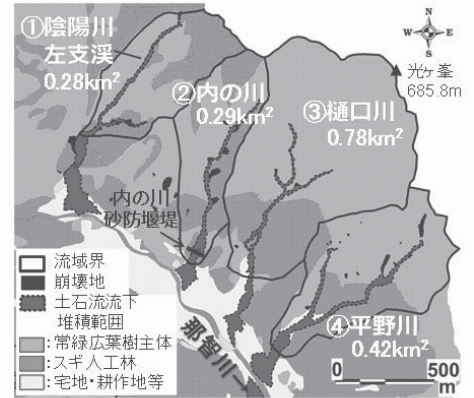 ①陰陽川
左支渓
0.28km²
②内の川
0.29km²
③樋口川
0.78km²
N
W
E
S
光ヶ峯
685.8m
内の川
砂防堰堤
流域界
崩壊地
土石流流下
堆積範囲
:常緑広葉樹主体
:スギ人工林
:宅地・耕作地等
那智川
④平野川
0.42km²
0
500
m